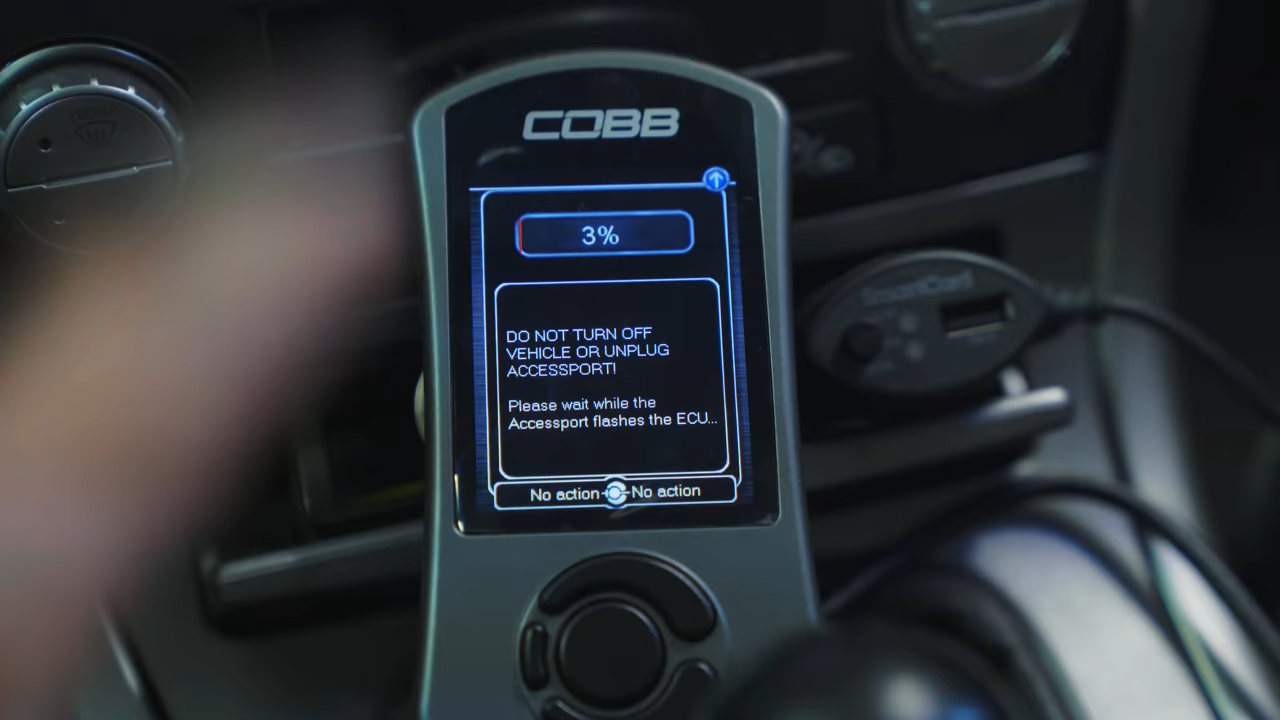 COBB
3%
DO NOT TURN OFF
VEHICLE OR UNPLUG
ACCESSPORT!
Please wait while the
Accessport flashes the ECU...
No action
No action